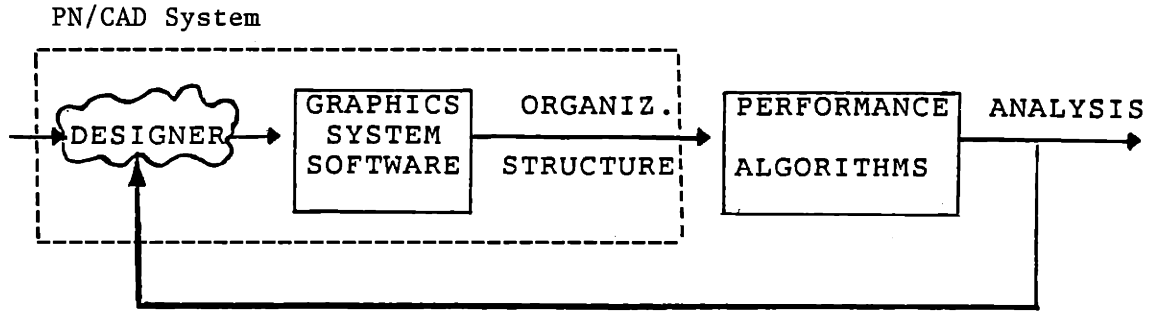 PN/CAD System
DESIGNER
GRAPHICS
SYSTEM
SOFTWARE
ORGANIZ.
STRUCTURE
PERFORMANCE
ALGORITHMS
ANALYSIS